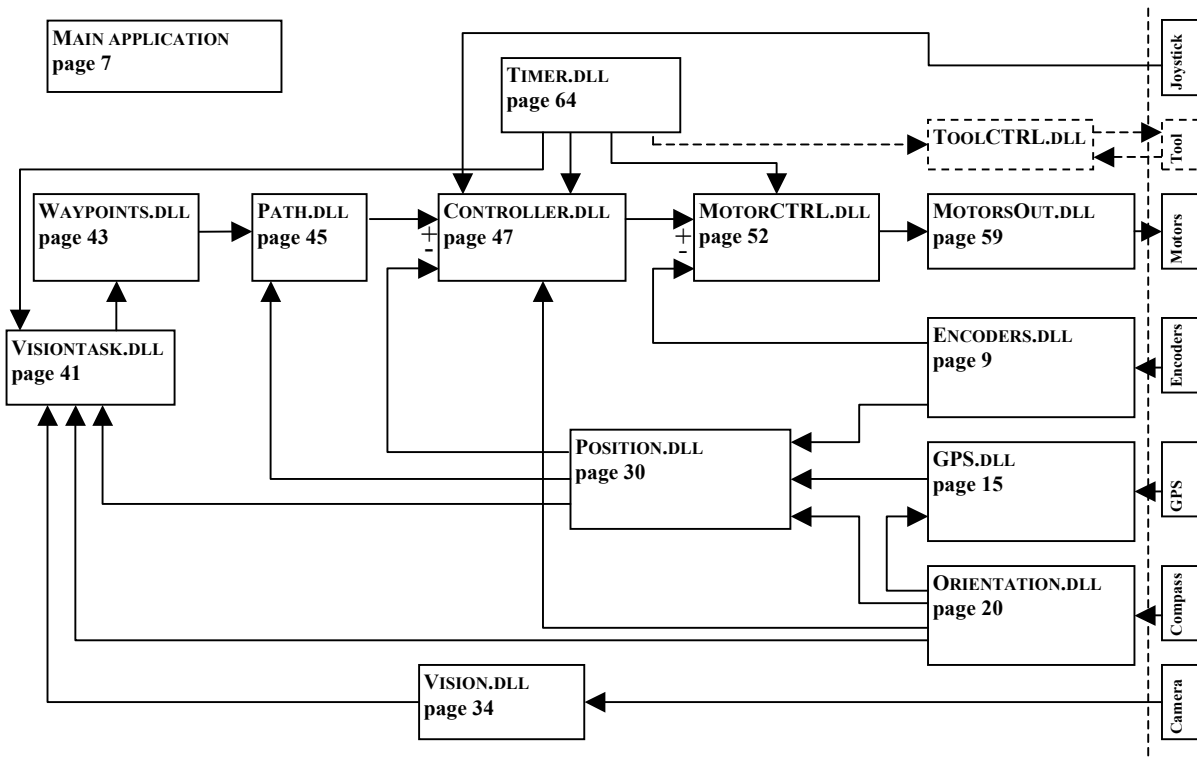 MAIN APPLICATION
page 7
TIMER.DLL
page 64
Joystick
TOOLCTRL.DLL
Tool
WAYPOINTS.DLL
page 43
PATH.DLL
page 45
+
-
CONTROLLER.DLL
page 47
+
-
MOTORCTRL.DLL
page 52
MOTORSOUT.DLL
page 59
Motors
VISIONTASK.DLL
page 41
ENCODERS.DLL
page 9
Encoders
POSITION.DLL
page 30
GPS.DLL
page 15
GPS
ORIENTATION.DLL
page 20
Compass
VISION.DLL
page 34
Camera